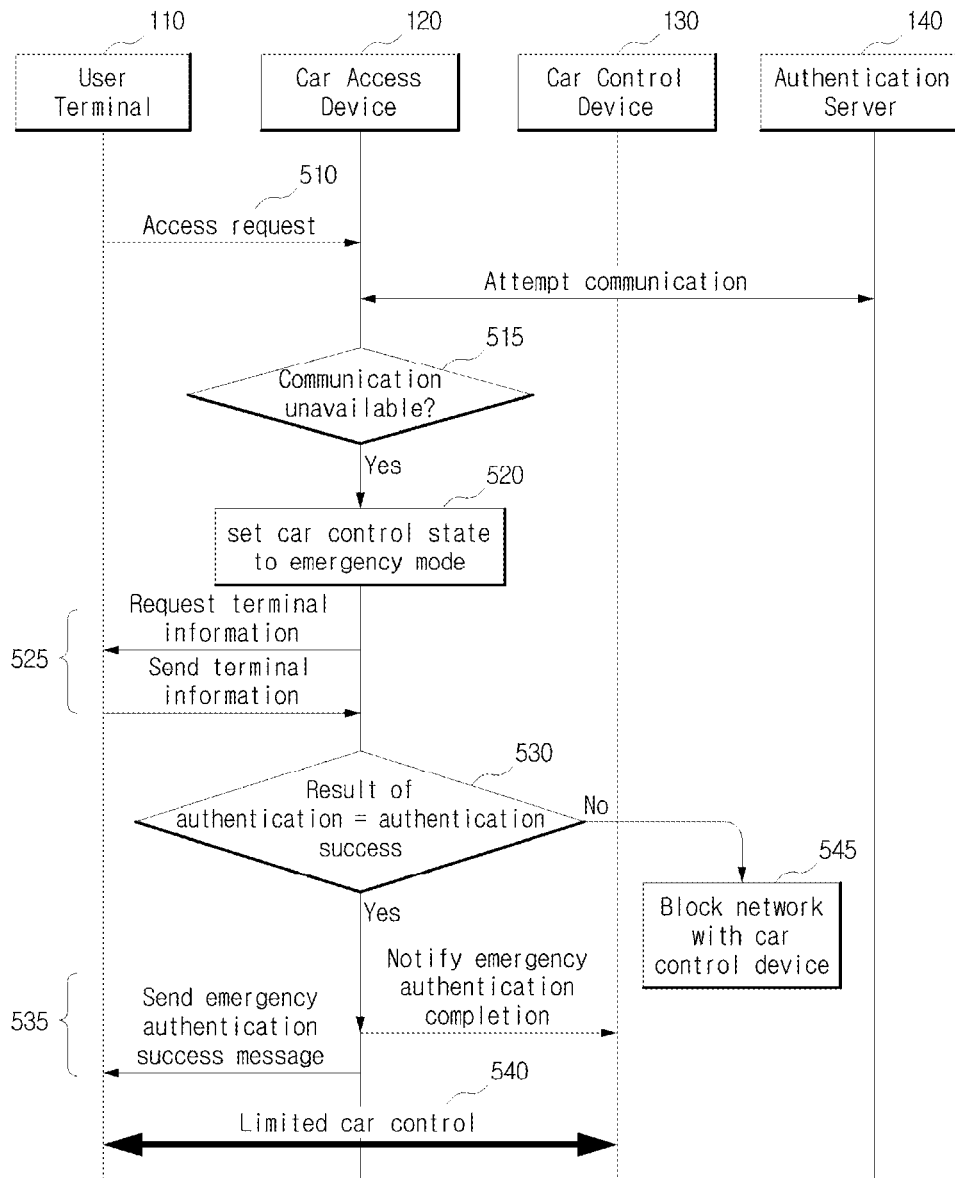 110
120
130
140
User
Terminal
Car Access
Device
Car Control
Device
Authentication
Server
510
Access request
Attempt communication
515
Communication
unavailable?
Yes
520
set car control state
to emergency mode
525
Request terminal
information
Send terminal
information
530
Result of
authentication = authentication
success
No
545
Block network
with car
control device
Yes
Notify emergency
authentication
completion
535
Send emergency
authentication
success message
540
Limited car control